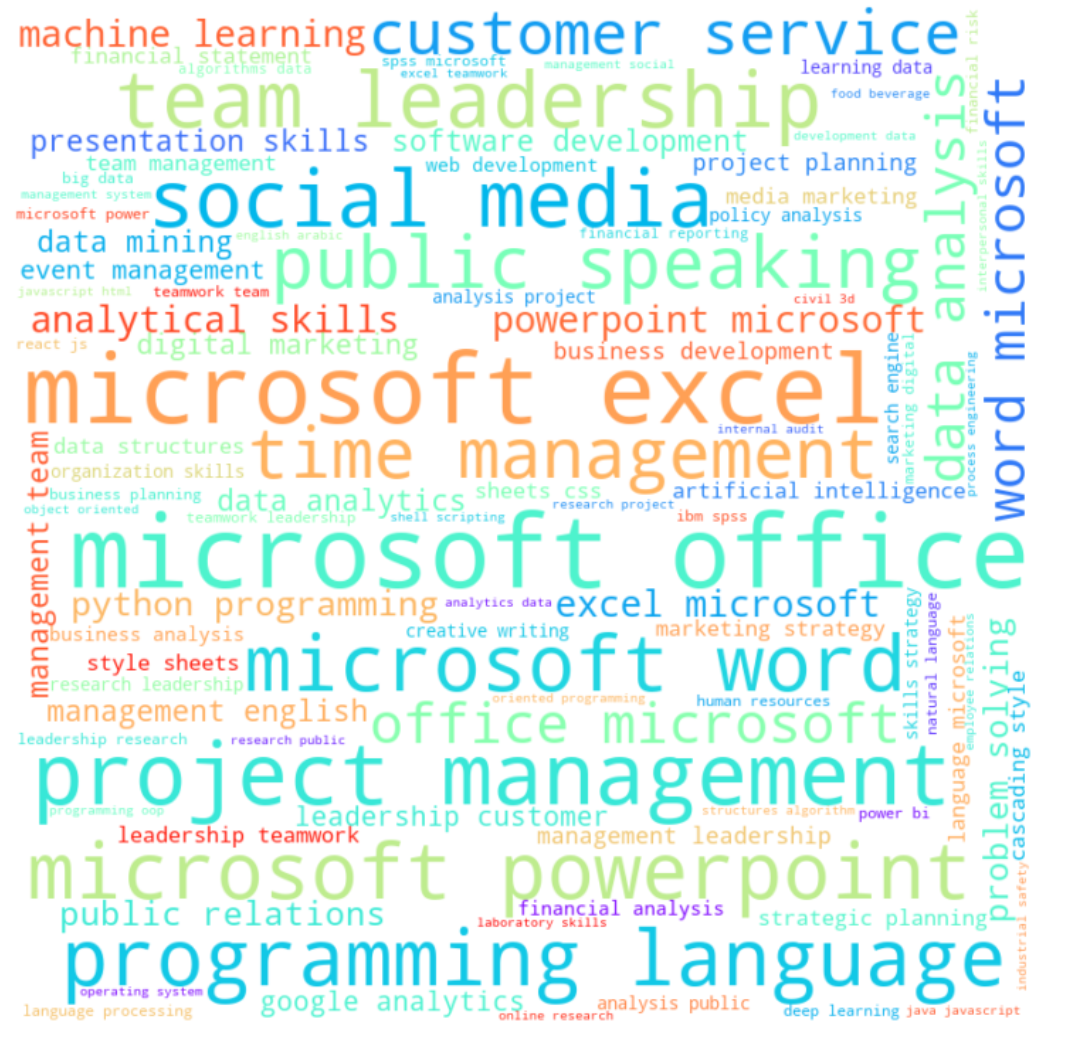 machine learning
customer service
financial statement
spss microsoft
management social
algorithms data
excel teamwork
learning data
financial risk
team leadership
food beverage
word microsoft
data analysis
presentation skills
software development
development data
interpersonal skills
team management
web development
project planning
big data
management system
social media
media marketing
microsoft power
policy analysis
data mining
english arabic
financial reporting
event management
public speaking
javascript html
teamwork team
analysis project
civil 3d
analytical skills
powerpoint microsoft
react js
digital marketing
business development
search engine
marketing digital
process engineering
microsoft excel
internal audit
management team
data structures
time management
organization skills
business planning
data analytics
sheets css
artificial intelligence
object oriented
research project
teamwork leadership
shell scripting
ibm spss
microsoft office
python programming
analytics data
excel microsoft
skills strategy
natural language
language microsoft
employee relations
problem solving
business analysis
creative writing
marketing strategy
style sheets
microsoft word
research leadership
oriented programming
human resources
cascading style
management english
office microsoft
leadership research
research public
project management
programming oop
leadership customer
structures algorithm
power bi
leadership teamwork
management leadership
microsoft powerpoint
industrial safety
public relations
financial analysis
laboratory skills
strategic planning
programming language
operating system
google analytics
analysis public
language processing
online research
deep learning
java javascript